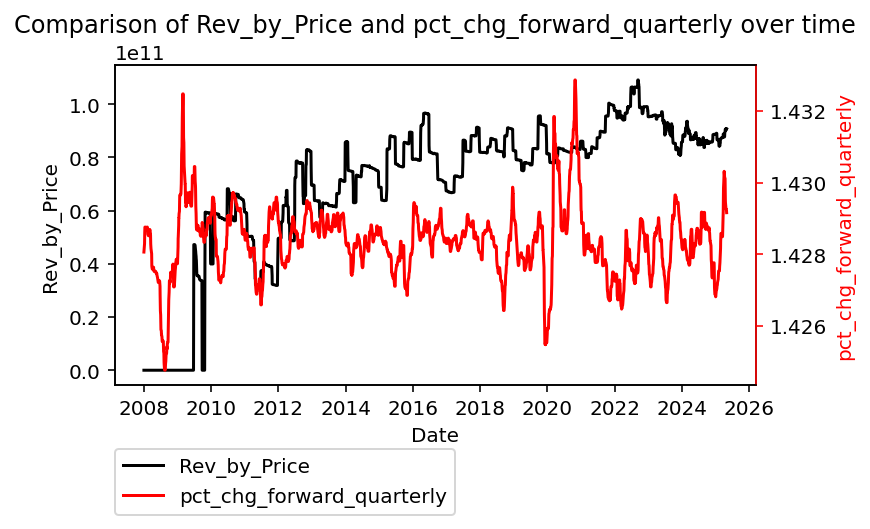 Comparison of Rev_by_Price and pct_chg_forward_quarterly over time
1e11
1.0
0.8
0.6
0.4
0.2
0.0
Rev_by_Price
1.432
1.430
1.428
1.426
pct_chg_forward_quarterly
2008 2010 2012 2014 2016 2018 2020 2022 2024 2026
Date
Rev_by_Price
pct_chg_forward_quarterly